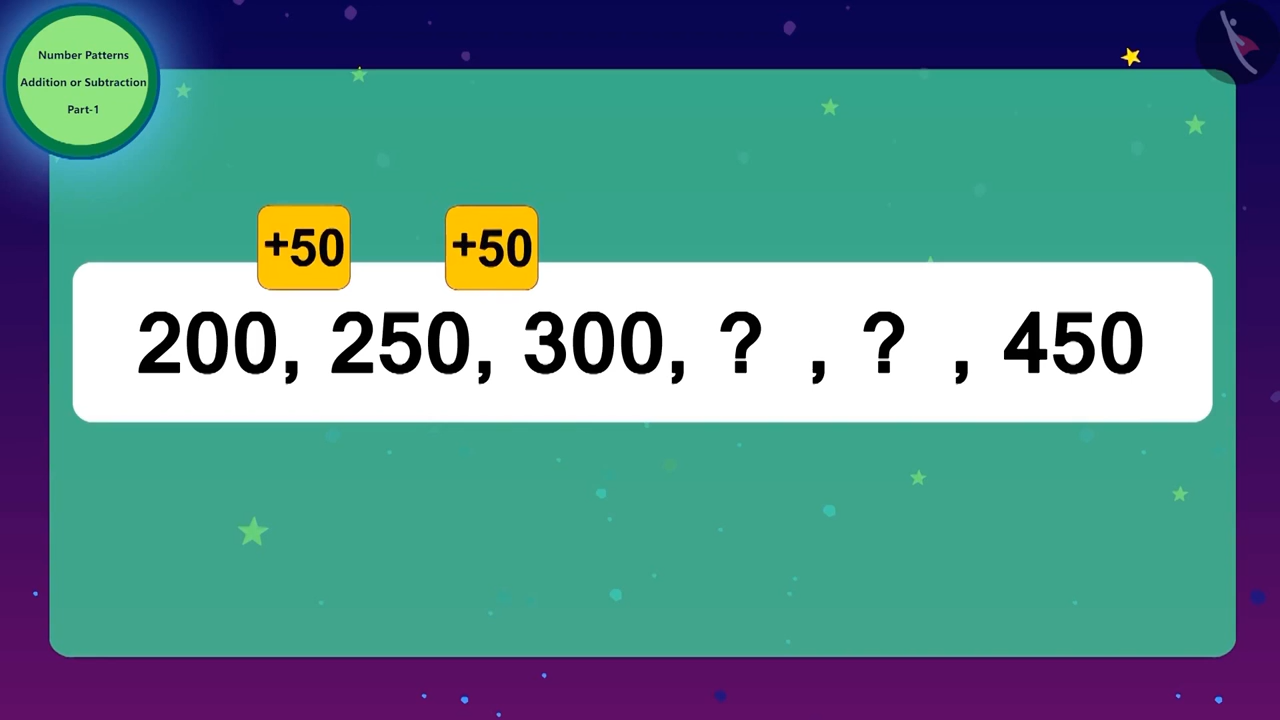 Number Patterns
Addition or Subtraction
Part-1
+50 +50
200, 250, 300, ? , ? , 450